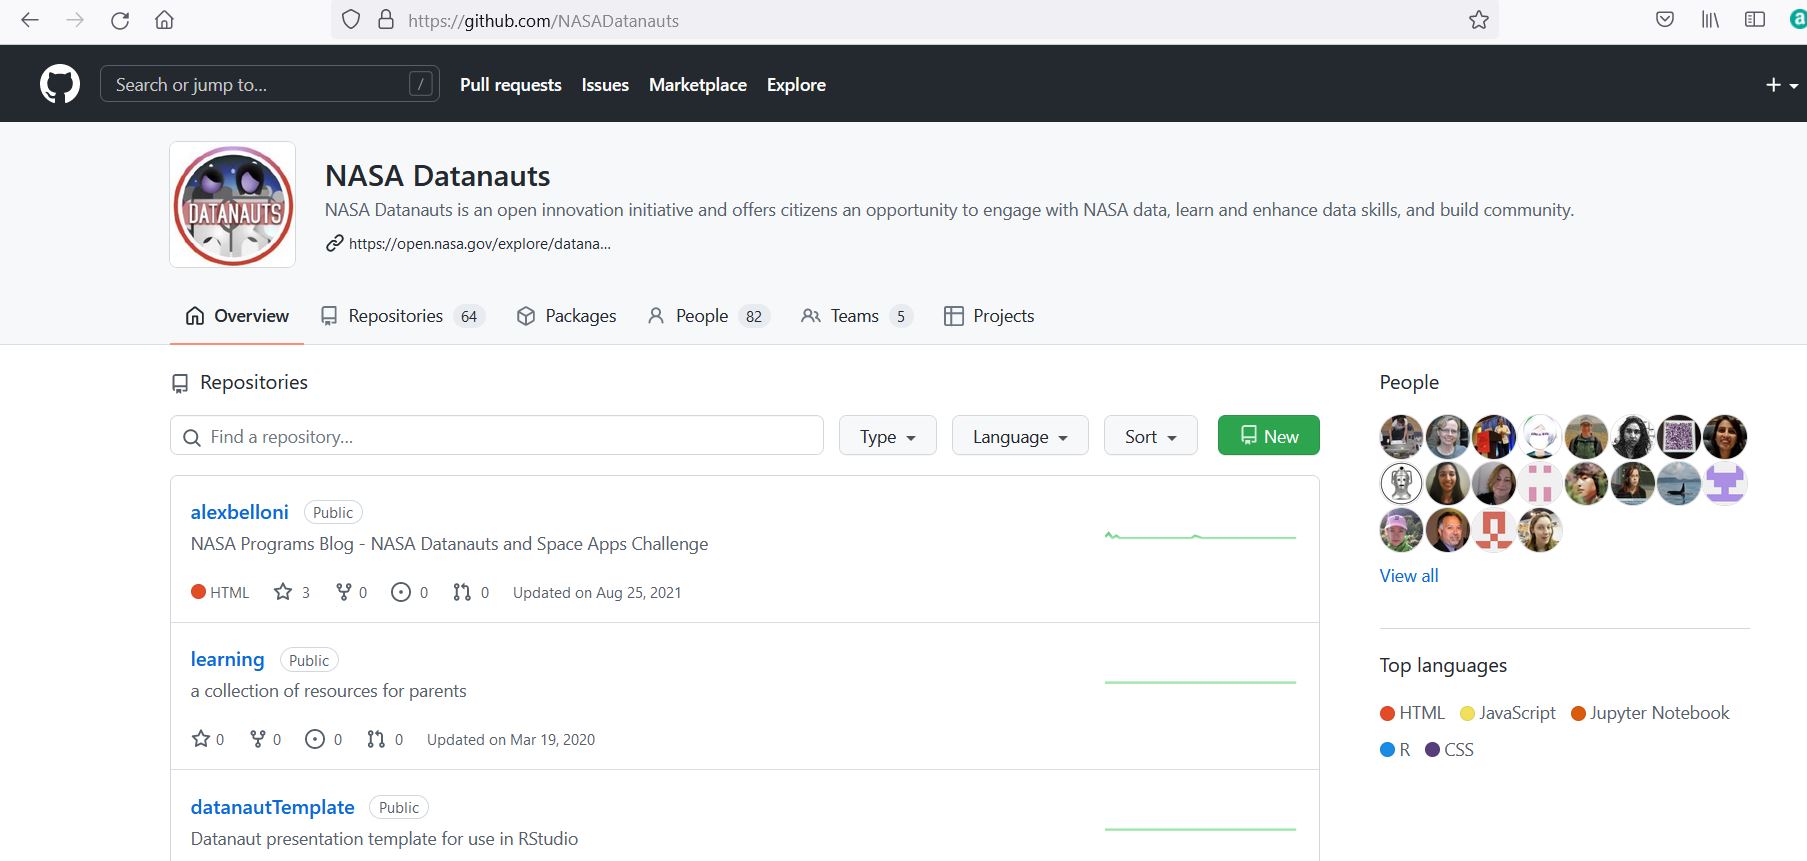 https://github.com/NASADatanauts
a
Search or jump to... / Pull requests Issues Marketplace Explore
NASA Datanauts
DATANAUTS
NASA Datanauts is an open innovation initiative and offers citizens an opportunity to engage with NASA data, learn and enhance data skills, and build community.
https://open.nasa.gov/explore/datana...
Overview Repositories 64 Packages People 82 Teams 5 Projects
Repositories
Find a repository... Type Language Sort New
alexbelloni Public
NASA Programs Blog - NASA Datanauts and Space Apps Challenge
HTML 3 0 0 0 Updated on Aug 25, 2021
learning Public
a collection of resources for parents
0 0 0 0 Updated on Mar 19, 2020
datanautTemplate Public
Datanaut presentation template for use in RStudio
People
View all
Top languages
HTML JavaScript Jupyter Notebook
R CSS